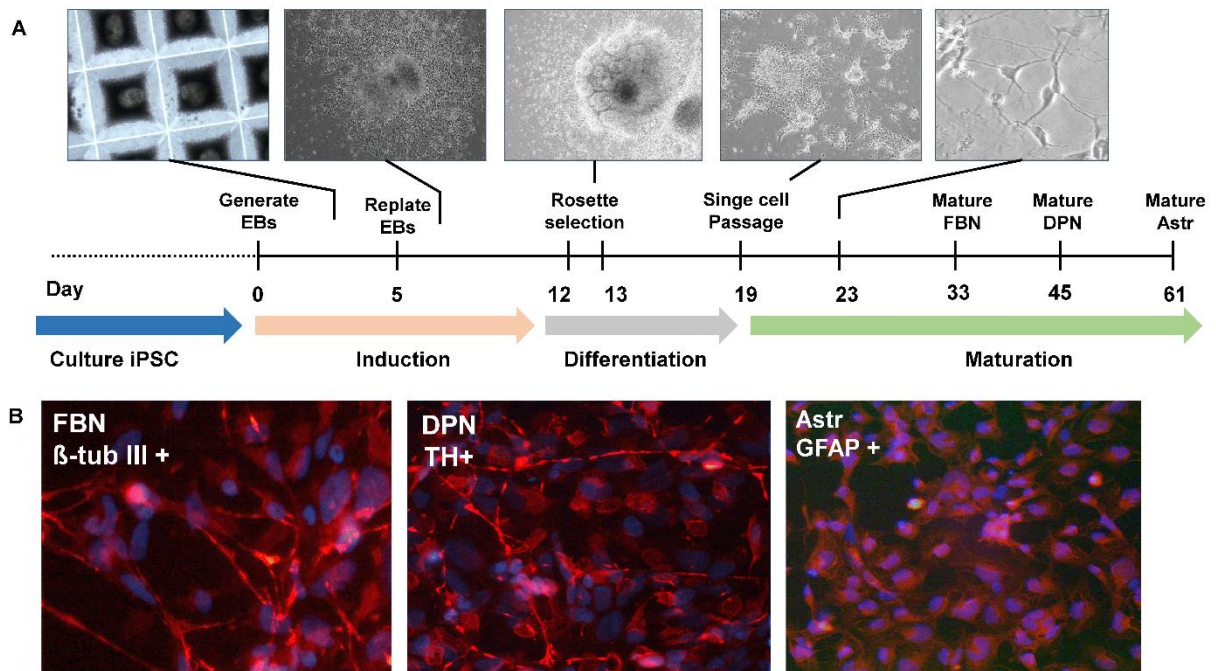 A
Generate
EBs
Replate
EBs
Rosette
selection
Singe cell
Passage
Mature
FBN
Mature
DPN
Mature
Astr
Day
0
5
12
13
19
23
33
45
61
Culture iPSC
Induction
Differentiation
Maturation
B
FBN
ß-tub III +
DPN
TH+
Astr
GFAP +